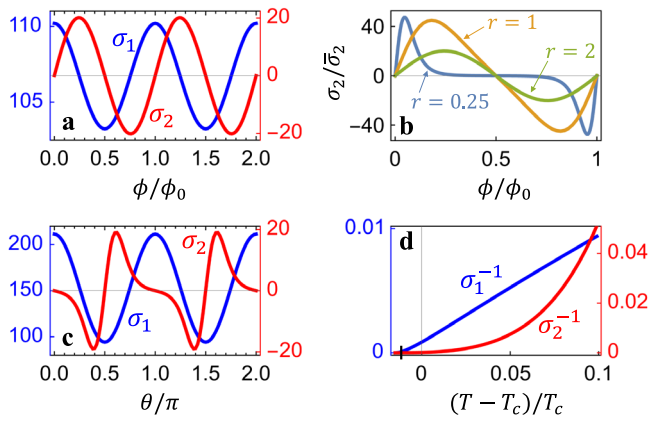 110
105
σ₁
σ₂
20
0
-20
a
0.0 0.5 1.0 1.5 2.0
ϕ/ϕ₀
σ₂/σ̿₂
40
0
-40
r = 1
r = 2
r = 0.25
b
0 0.5 1
ϕ/ϕ₀
200
150
100
σ₂
σ₁
20
0
-20
c
0.0 0.5 1.0 1.5 2.0
θ/π
0.01
0
d
σ₁⁻¹
σ₂⁻¹
0.04
0.02
0
0 0.05 0.1
(T − T_c)/T_c